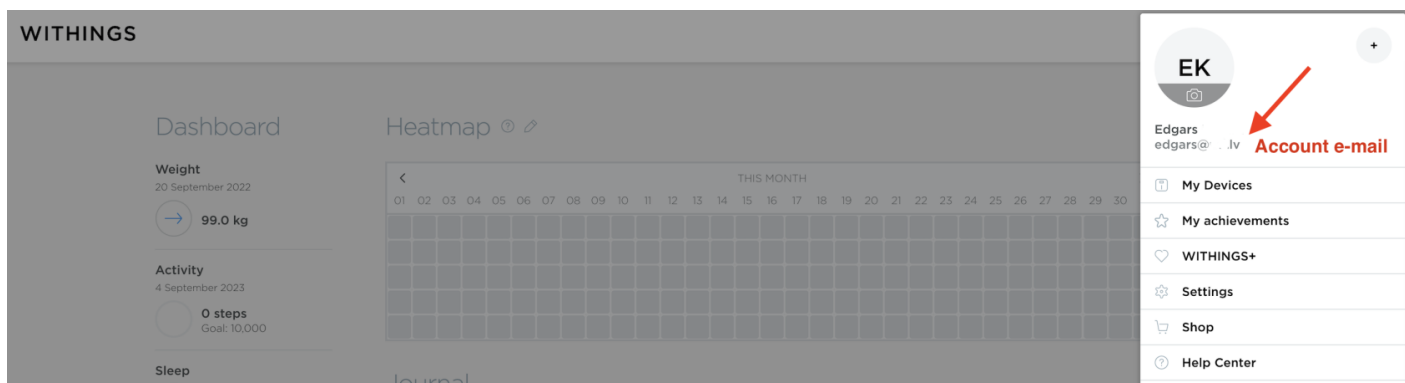 WITHINGS
Dashboard
Weight
20 September 2022
99.0 kg
Activity
4 September 2023
0 steps
Goal: 10,000
Sleep
Heatmap
THIS MONTH
01 02 03 04 05 06 07 08 09 10 11 12 13 14 15 16 17 18 19 20 21 22 23 24 25 26 27 28 29 30
Journal
+
EK
Edgars
edgars@ .lv
Account e-mail
My Devices
My achievements
WITHINGS+
Settings
Shop
Help Center